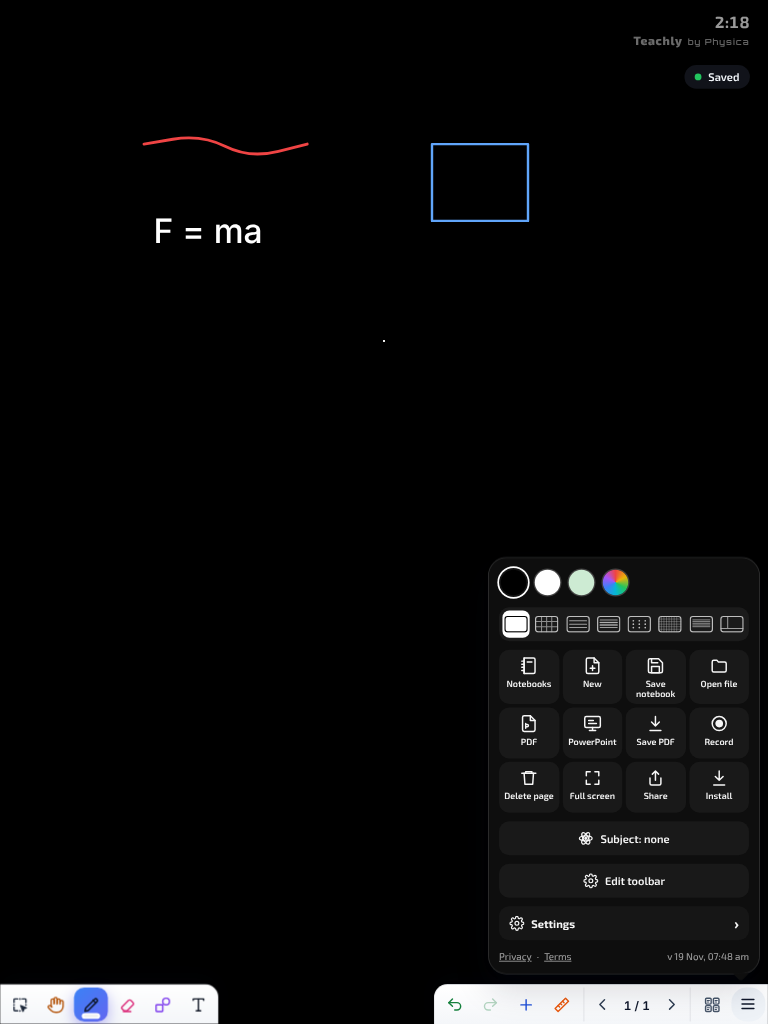 2:18
Teachly by Physica
Saved
F = ma
Notebooks
New
Save
notebook
Open file
PDF
PowerPoint
Save PDF
Record
Delete page
Full screen
Share
Install
Subject: none
Edit toolbar
Settings ›
Privacy · Terms
v 19 Nov, 07:48 am
T
1 / 1